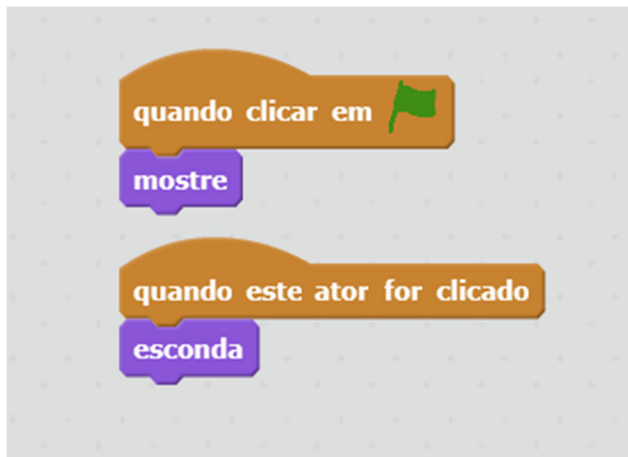 quando clicar em
mostre
quando este ator for clicado
esconda